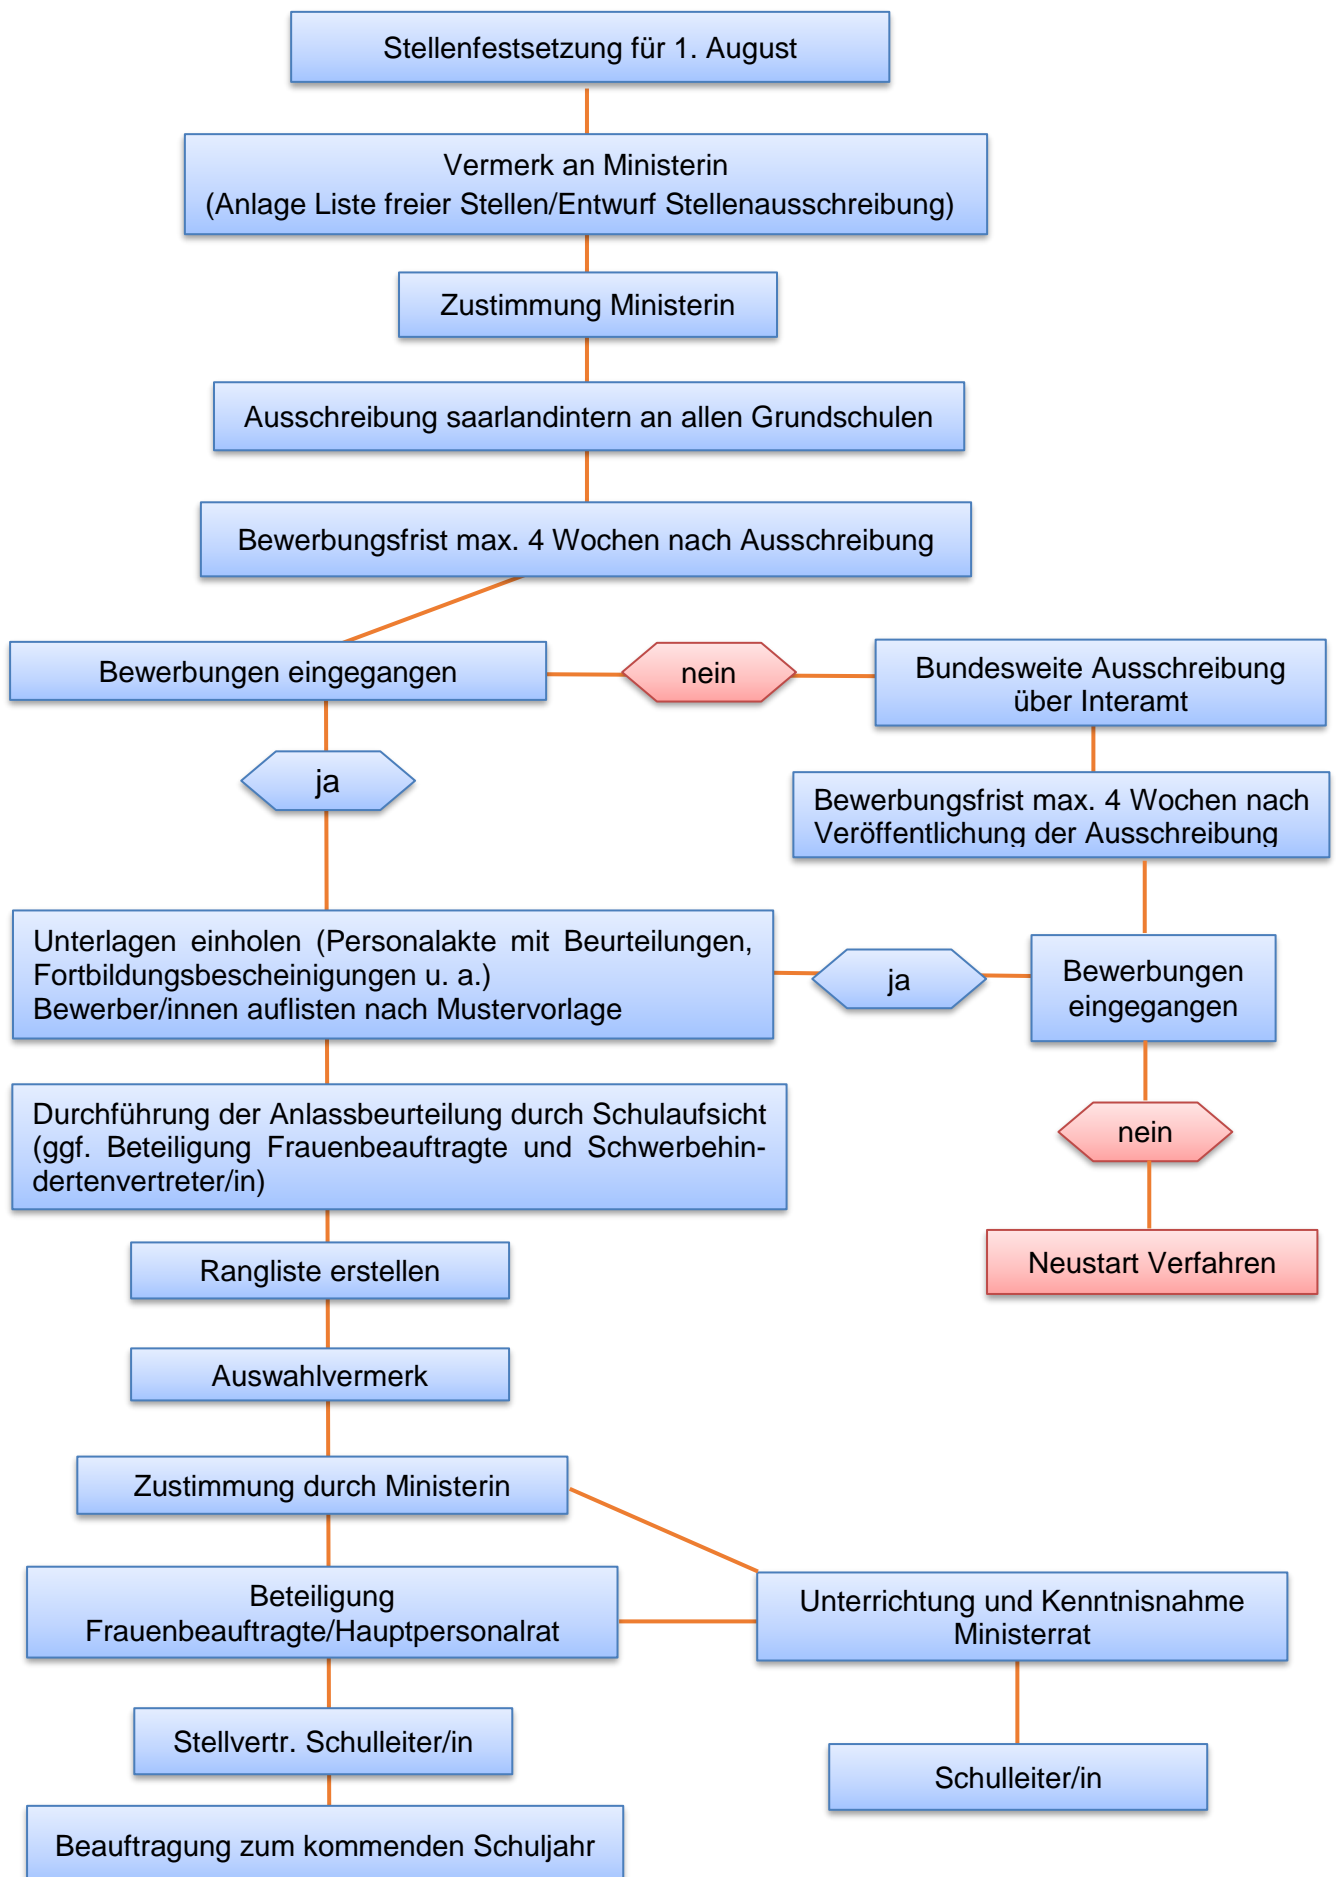 Stellenfestsetzung für 1. August
Vermerk an Ministerin
(Anlage Liste freier Stellen/Entwurf Stellenausschreibung)
Zustimmung Ministerin
Ausschreibung saarlandintern an allen Grundschulen
Bewerbungsfrist max. 4 Wochen nach Ausschreibung
Bewerbungen eingegangen
nein
Bundesweite Ausschreibung
über Interamt
ja
Bewerbungsfrist max. 4 Wochen nach
Veröffentlichung der Ausschreibung
Unterlagen einholen (Personalakte mit Beurteilungen,
Fortbildungsbescheinigungen u. a.)
Bewerber/innen auflisten nach Mustervorlage
ja
Bewerbungen
eingegangen
Durchführung der Anlassbeurteilung durch Schulaufsicht
(ggf. Beteiligung Frauenbeauftragte und Schwerbehin-
dertenvertreter/in)
nein
Neustart Verfahren
Rangliste erstellen
Auswahlvermerk
Zustimmung durch Ministerin
Beteiligung
Frauenbeauftragte/Hauptpersonalrat
Unterrichtung und Kenntnisnahme
Ministerrat
Stellvertr. Schulleiter/in
Schulleiter/in
Beauftragung zum kommenden Schuljahr